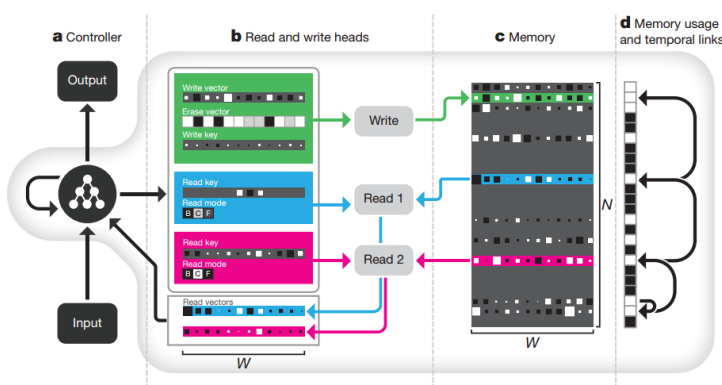 a Controller
b Read and write heads
c Memory
d Memory usage
and temporal links
Output
Input
Write vector
Erase vector
Write key
Read key
Read mode
B C F
Read key
Read mode
B C F
Read vectors
W
Write
Read 1
Read 2
N
W